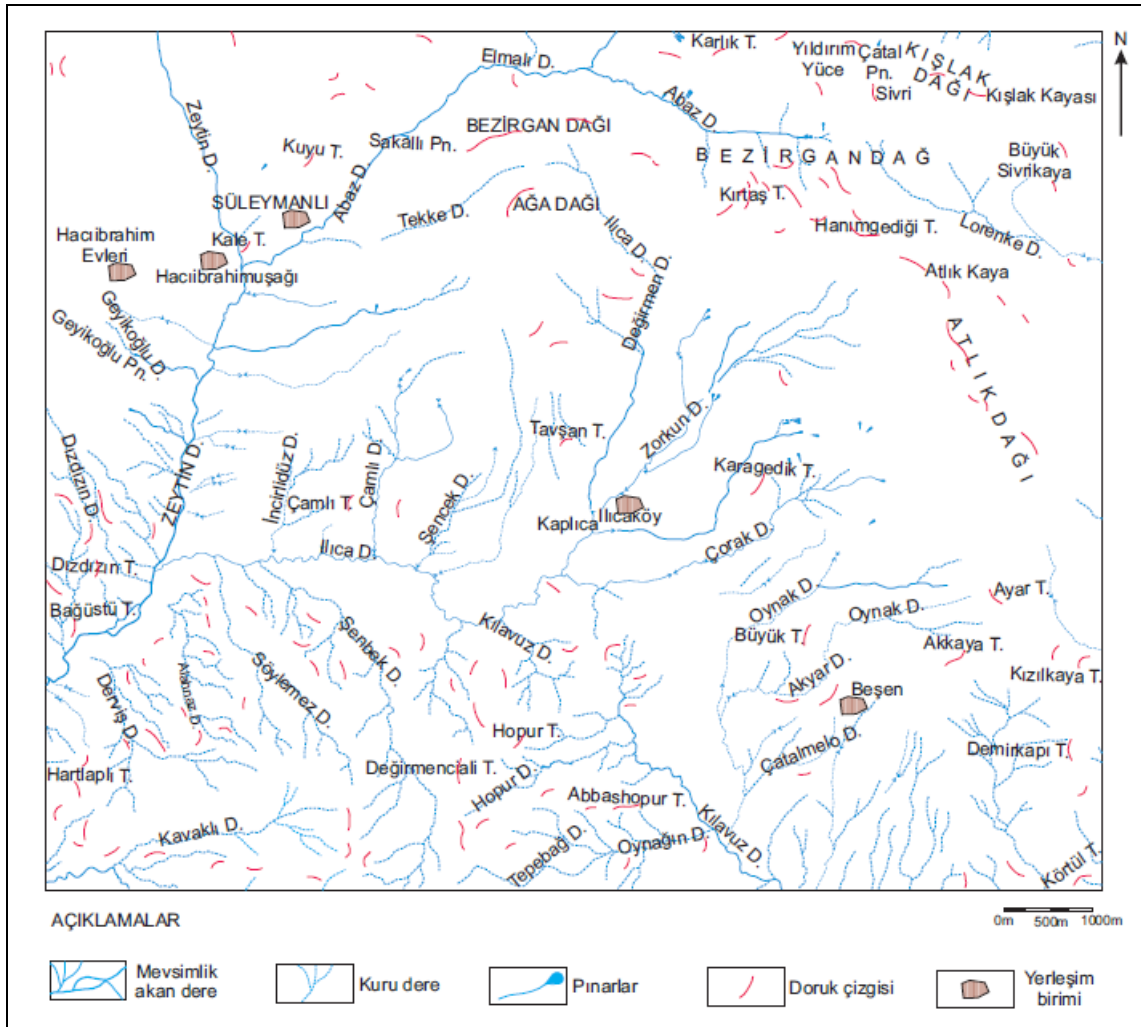 Karlık T.
Yıldırım
Yüce
Çatal
Pn.
Sivri
KIŞLAK
DAĞI
Kışlak Kayası
N
Elmalı D.
Abaz D.
Zeytin D.
Kuyu T.
Sakallı Pn.
BEZİRGAN DAĞI
BEZİRGANDAĞ
Büyük
Sivrikaya
SÜLEYMANLI
Abaz D.
Tekke D.
AĞA DAĞI
Kırtaş T.
Hanımgediği T.
Lorenke D.
Hacıibrahim
Evleri
Kale T.
Hacıibrahimuşağı
Ilıca D.
Değirmen D.
Atlık Kaya
Geyikoğlu D.
Geyikoğlu Pn.
ATLIK DAĞI
Dızdızın D.
ZEYTİN D.
İncirlidüz D.
Çamlı T.
Çamlı D.
Şencek D.
Tavşan T.
Zorkun D.
Karagedik T.
Kaplıca
Ilıcaköy
Çorak D.
Ilıca D.
Dızdızın T.
Bağüstü T.
Oynak D.
Oynak D.
Ayar T.
Büyük T.
Akkaya T.
Kızılkaya T.
Kılavuz D.
Şenbek D.
Söylemez D.
Derviş D.
Akyar D.
Beşen
Hopur T.
Çatalmelo D.
Demirkapı T.
Hartlaplı T.
Değirmenciali T.
Hopur D.
Abbashopur T.
Kavaklı D.
Tepebağ D.
Oynağın D.
Kılavuz D.
Körtül T.
AÇIKLAMALAR
0m 500m 1000m
Mevsimlik
akan dere
Kuru dere
Pınarlar
Doruk çizgisi
Yerleşim
birimi